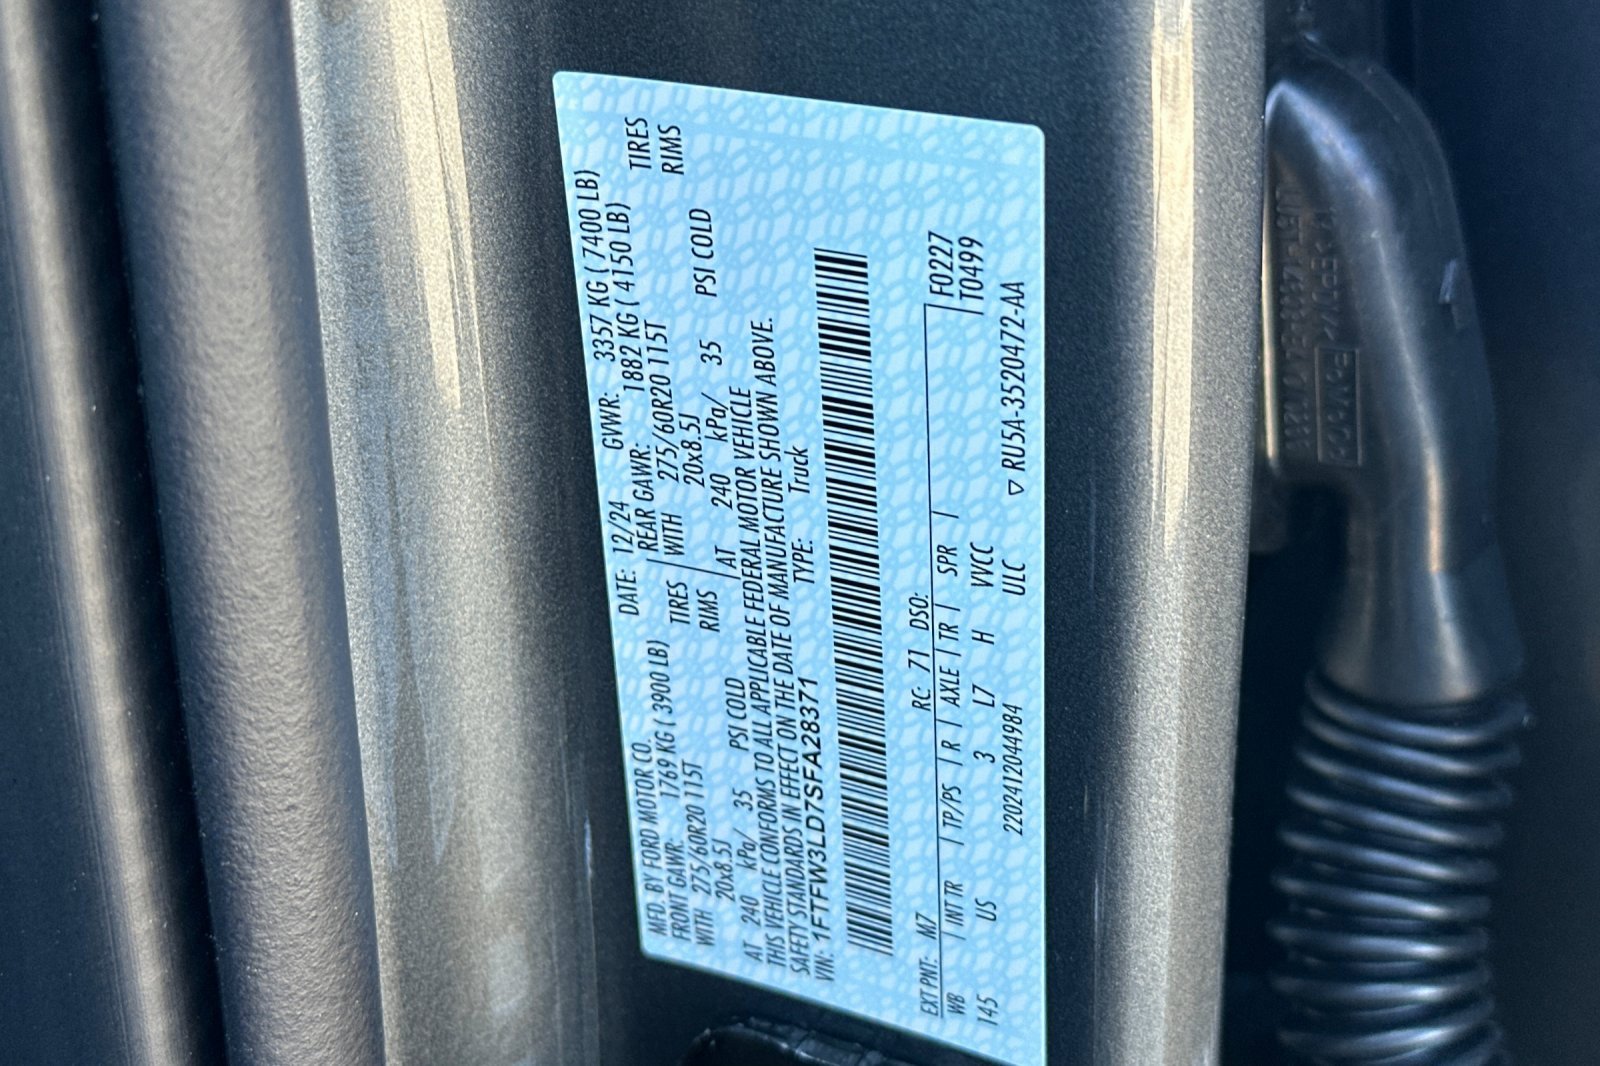 MFD. BY FORD MOTOR CO. DATE: 12/24 GVWR: 3357 KG ( 7400 LB)
FRONT GAWR: 1769 KG ( 3900 LB) REAR GAWR: 1882 KG ( 4150 LB)
WITH 275/60R20 115T TIRES WITH 275/60R20 115T TIRES
20x8.5J RIMS 20x8.5J RIMS
AT 240 kPa/ 35 PSI COLD AT 240 kPa/ 35 PSI COLD
THIS VEHICLE CONFORMS TO ALL APPLICABLE FEDERAL MOTOR VEHICLE
SAFETY STANDARDS IN EFFECT ON THE DATE OF MANUFACTURE SHOWN ABOVE.
VIN: 1FTFW3LD7SFA28371 TYPE: Truck
EXT PNT: M7 RC: 71 DSO: F0227
WB | INT TR | TP/PS | R | AXLE | TR | SPR | T0499
145 US 3 L7 H VVCC
2202412044984 ULC ▽ RU5A-3520472-AA